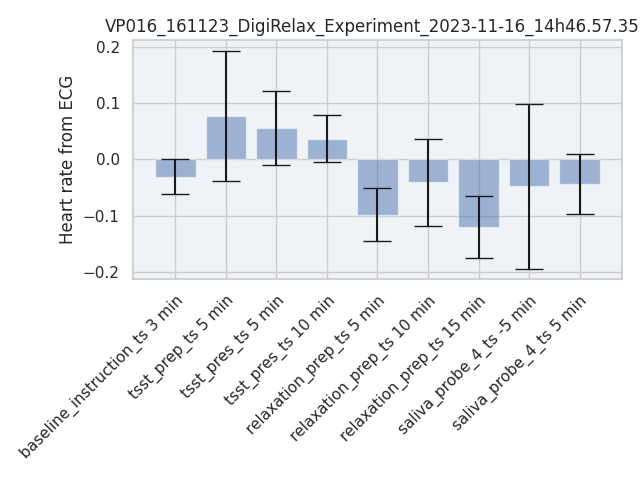 VP016_161123_DigiRelax_Experiment_2023-11-16_14h46.57.35
Heart rate from ECG
0.2
0.1
0.0
−0.1
−0.2
baseline_instruction_ts 3 min
tsst_prep_ts 5 min
tsst_pres_ts 5 min
tsst_pres_ts 10 min
relaxation_prep_ts 5 min
relaxation_prep_ts 10 min
relaxation_prep_ts 15 min
saliva_probe_4_ts -5 min
saliva_probe_4_ts 5 min